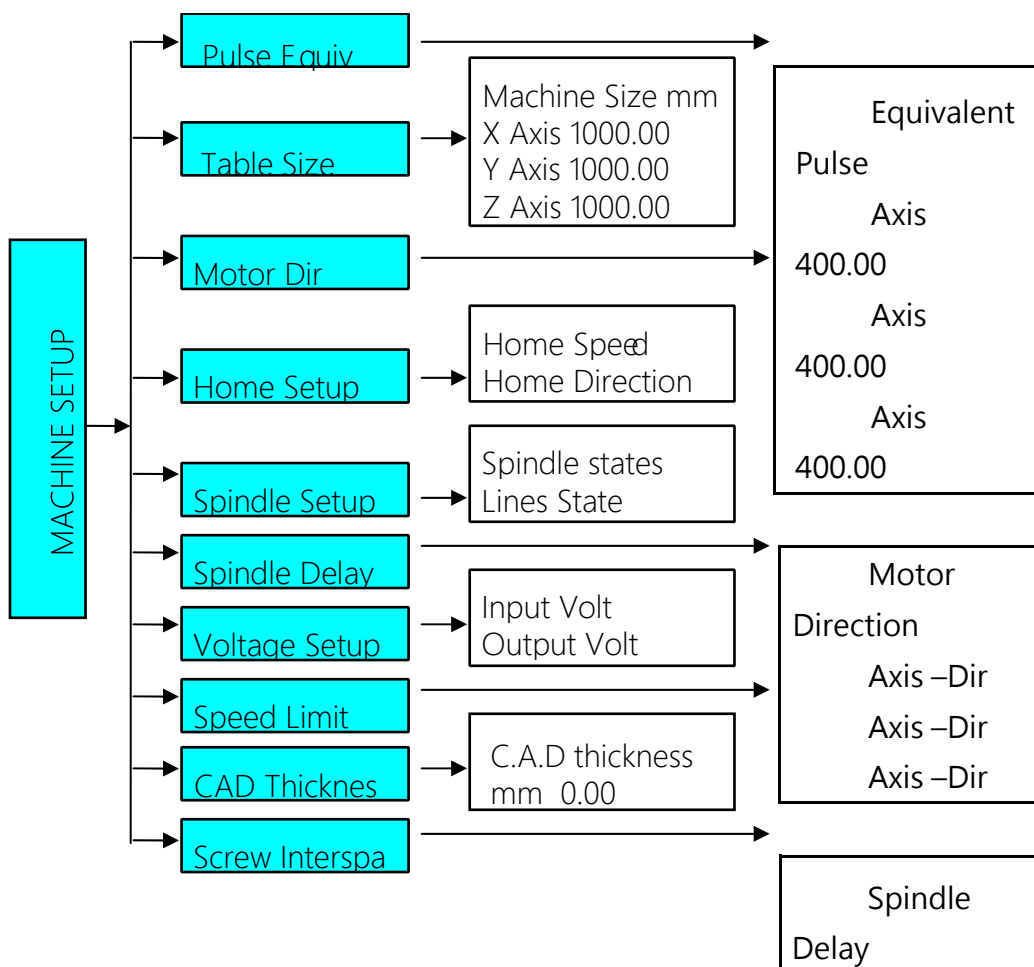 MACHINE SETUP
Pulse Equiv
Table Size
Motor Dir
Home Setup
Spindle Setup
Spindle Delay
Voltage Setup
Speed Limit
CAD Thicknes
Screw Interspa
Machine Size mm
X Axis 1000.00
Y Axis 1000.00
Z Axis 1000.00
Home Speed
Home Direction
Spindle states
Lines State
Input Volt
Output Volt
C.A.D thickness
mm 0.00
Equivalent
Pulse
Axis
400.00
Axis
400.00
Axis
400.00
Motor
Direction
Axis –Dir
Axis –Dir
Axis –Dir
Spindle
Delay